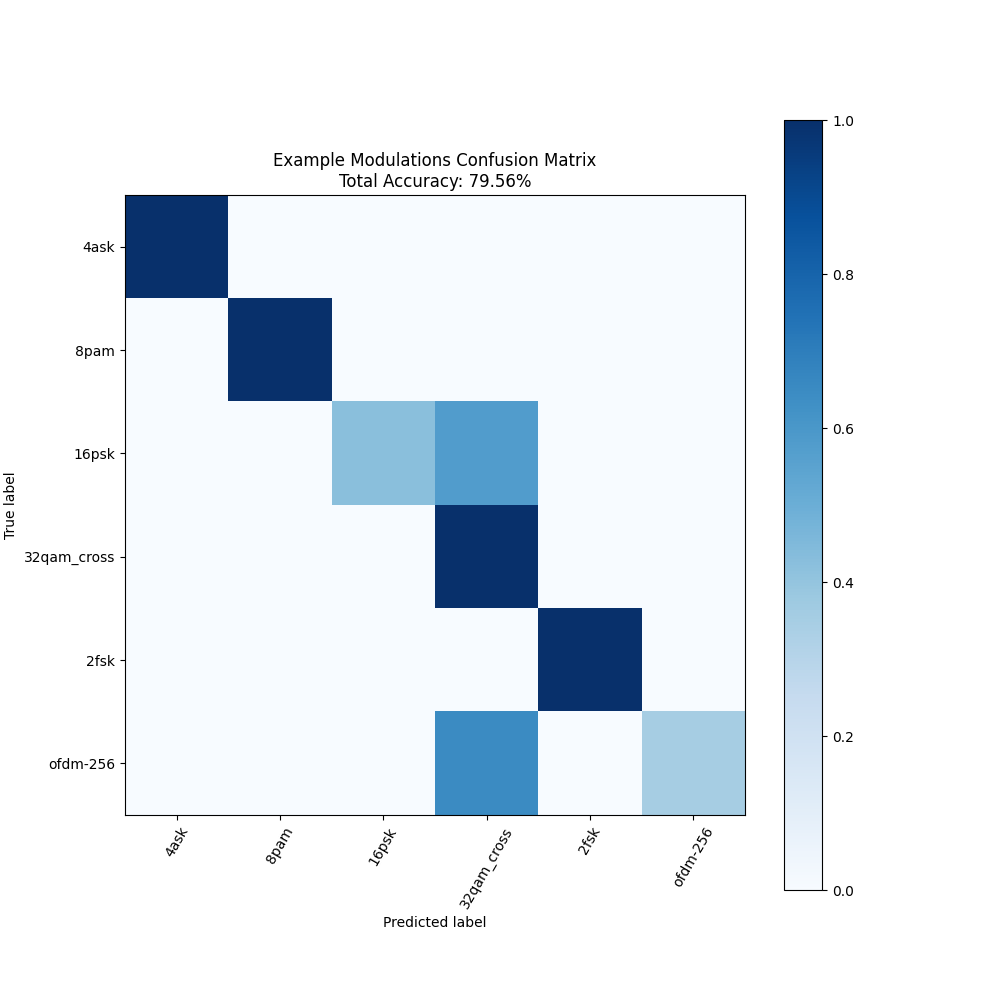 Example Modulations Confusion Matrix
Total Accuracy: 79.56%
True label
4ask
8pam
16psk
32qam_cross
2fsk
ofdm-256
4ask
8pam
16psk
32qam_cross
2fsk
ofdm-256
Predicted label
1.0
0.8
0.6
0.4
0.2
0.0